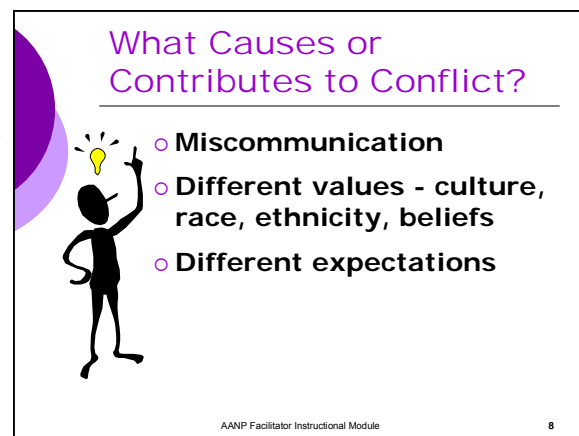 What Causes or
Contributes to Conflict?
Miscommunication
Different values - culture,
race, ethnicity, beliefs
Different expectations
AANP Facilitator Instructional Module 8